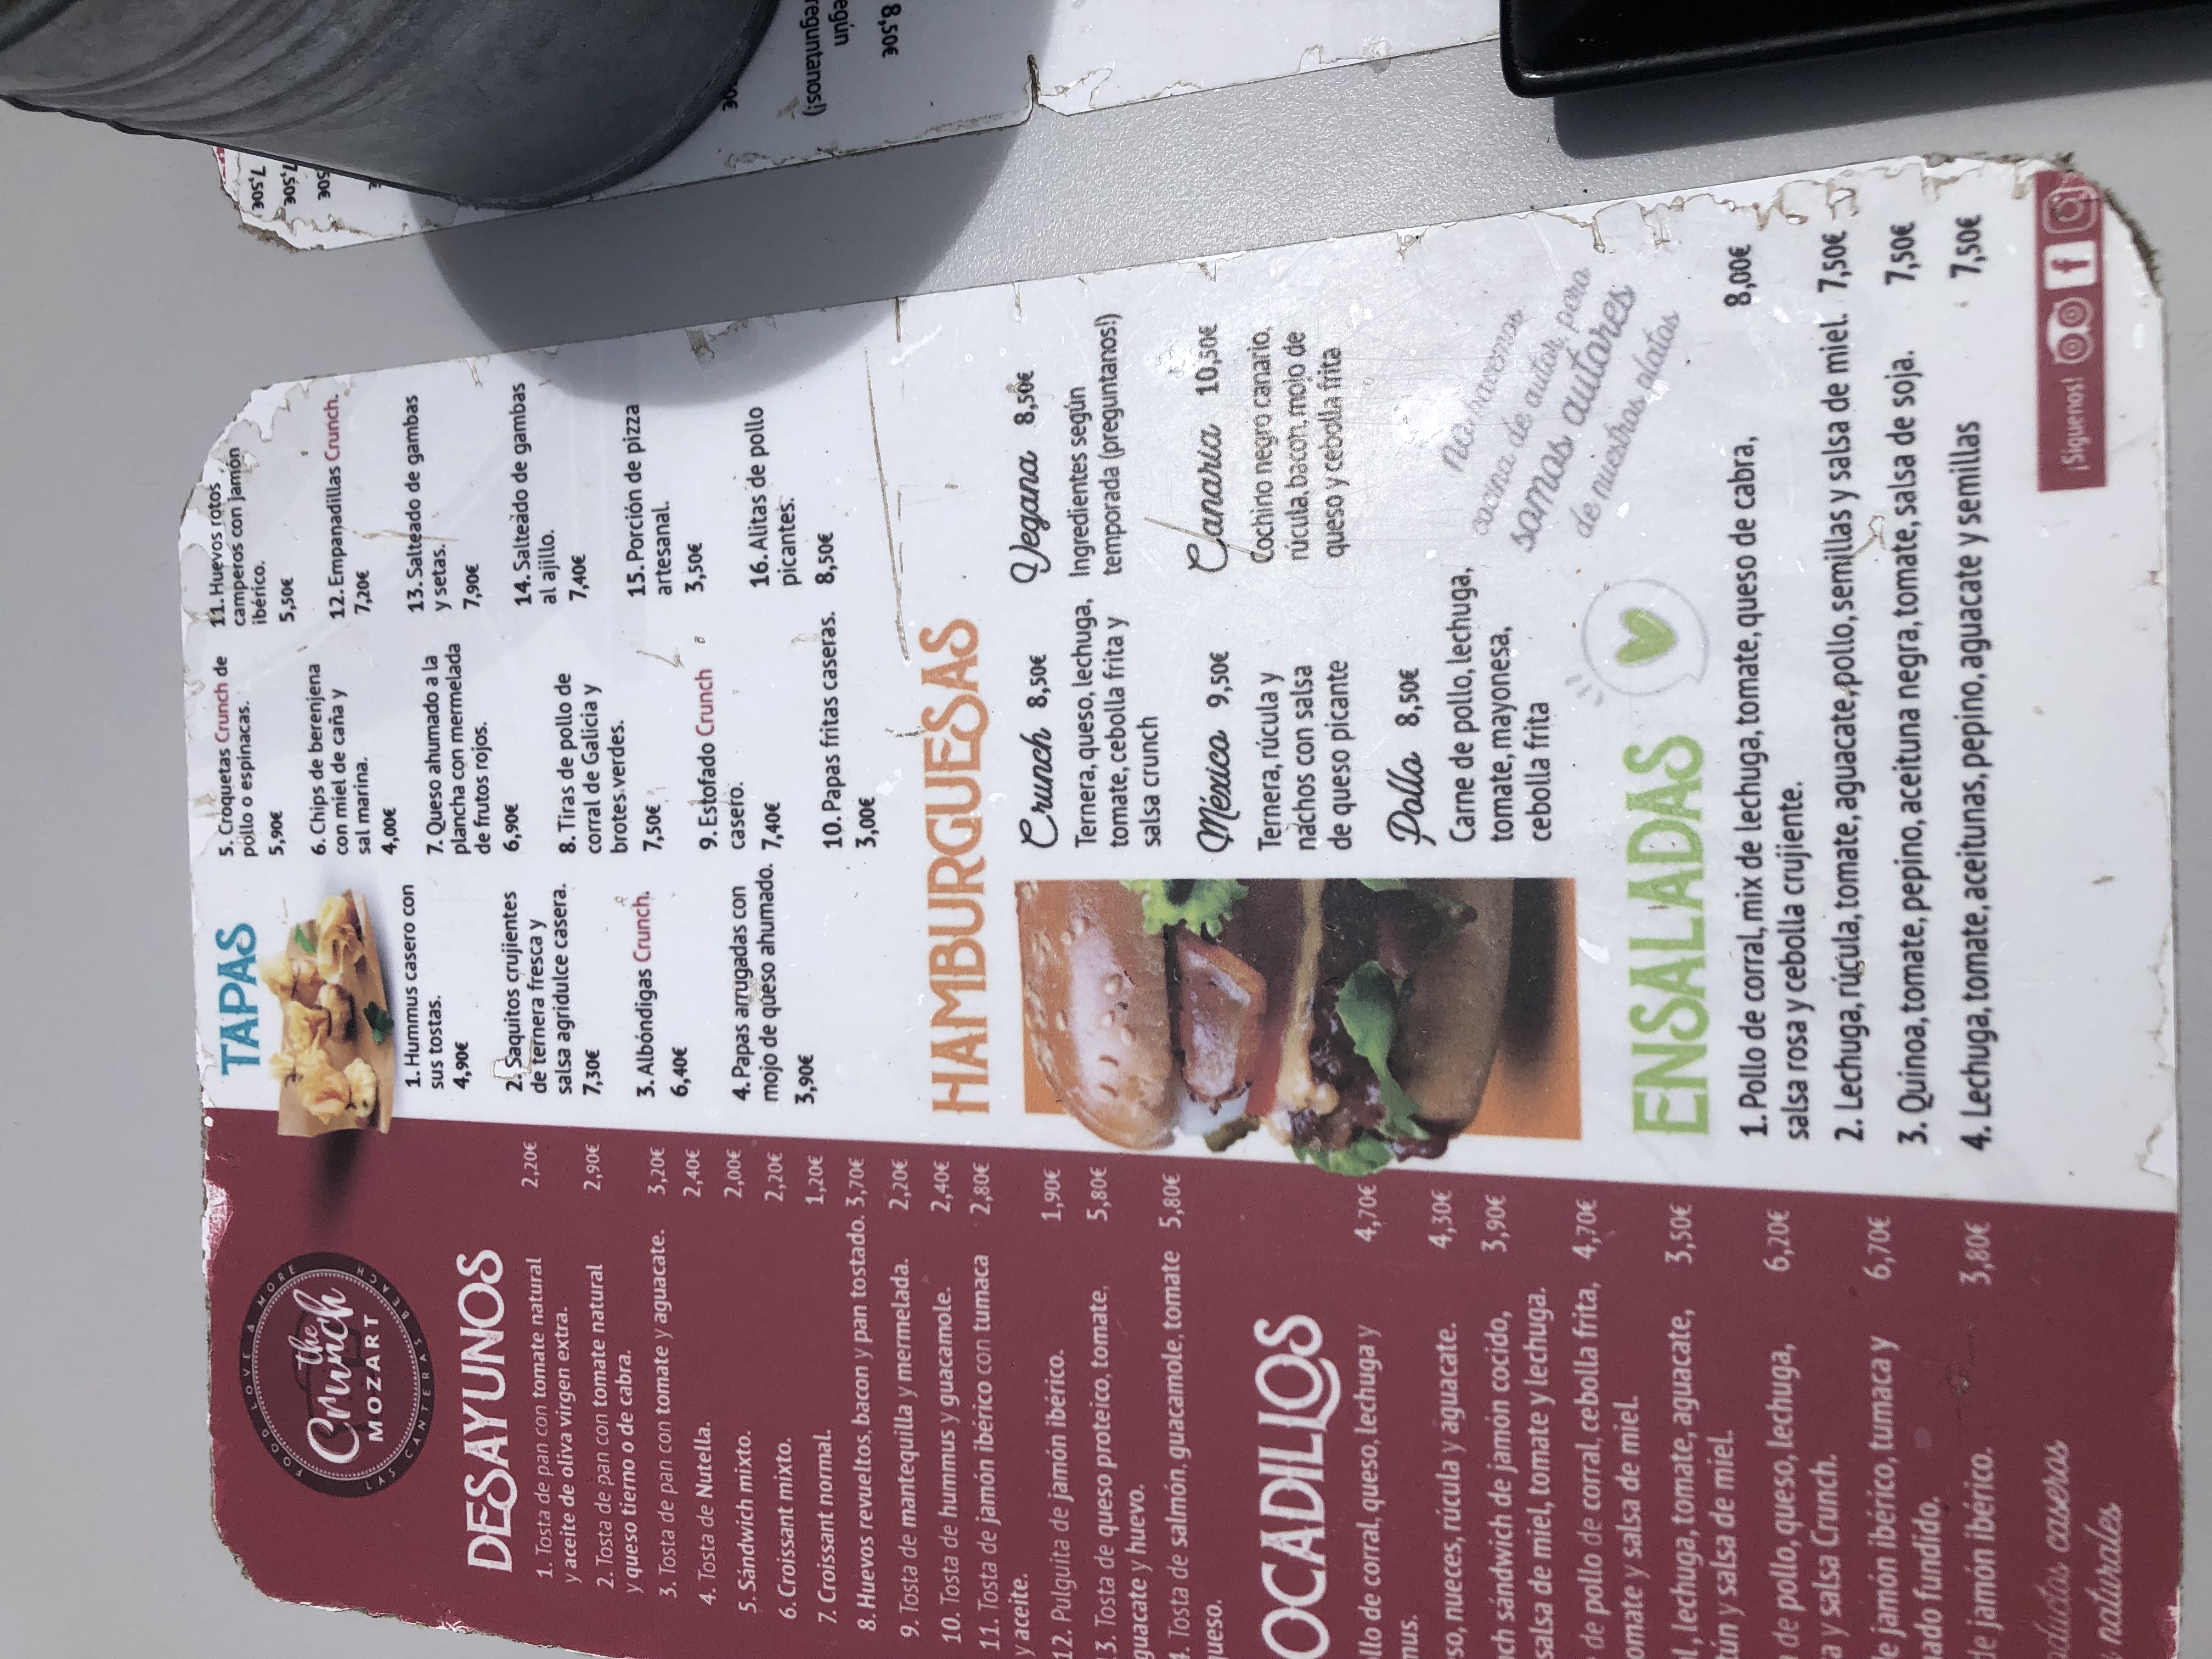 FOOD LOVE & MORE
the
Crunch
MOZART
LAS CANTERAS BEACH
DESAYUNOS
1. Tosta de pan con tomate natural 2,20€
y aceite de oliva virgen extra.
2. Tosta de pan con tomate natural 2,90€
y queso tierno o de cabra.
3. Tosta de pan con tomate y aguacate. 3,20€
4. Tosta de Nutella. 2,40€
5. Sándwich mixto. 2,00€
6. Croissant mixto. 2,20€
7. Croissant normal. 1,20€
8. Huevos revueltos, bacon y pan tostado. 3,70€
9. Tosta de mantequilla y mermelada. 2,20€
10. Tosta de hummus y guacamole. 2,40€
11. Tosta de jamón ibérico con tumaca 2,80€
y aceite.
12. Pulguita de jamón ibérico. 1,90€
3. Tosta de queso proteico, tomate, 5,80€
guacate y huevo.
. Tosta de salmón, guacamole, tomate 5,80€
queso.
OCADILLOS
llo de corral, queso, lechuga y 4,70€
mus.
so, nueces, rúcula y aguacate. 4,30€
ch sándwich de jamón cocido, 3,90€
salsa de miel, tomate y lechuga.
de pollo de corral, cebolla frita, 4,70€
omate y salsa de miel.
l, lechuga, tomate, aguacate, 3,50€
tún y salsa de miel.
de pollo, queso, lechuga, 6,20€
a y salsa Crunch.
e jamón ibérico, tumaca y 6,70€
ado fundido.
de jamón ibérico. 3,80€
oductos caseros
naturales
TAPAS
1. Hummus casero con
sus tostas.
4,90€
2. Saquitos crujientes
de ternera fresca y
salsa agridulce casera.
7,30€
3. Albóndigas Crunch.
6,40€
4. Papas arrugadas con
mojo de queso ahumado.
3,90€
5. Croquetas Crunch de
pollo o espinacas.
5,90€
6. Chips de berenjena
con miel de caña y
sal marina.
4,00€
7. Queso ahumado a la
plancha con mermelada
de frutos rojos.
6,90€
8. Tiras de pollo de
corral de Galicia y
brotes verdes.
7,50€
9. Estofado Crunch
casero.
7,40€
10. Papas fritas caseras.
3,00€
11. Huevos rotos
camperos con jamón
ibérico.
5,50€
12. Empanadillas Crunch.
7,20€
13. Salteado de gambas
y setas.
7,90€
14. Salteado de gambas
al ajillo.
7,40€
15. Porción de pizza
artesanal.
3,50€
16. Alitas de pollo
picantes.
8,50€
HAMBURGUESAS
Crunch 8,50€
Ternera, queso, lechuga,
tomate, cebolla frita y
salsa crunch
Vegana 8,50€
Ingredientes según
temporada (preguntanos!)
México 9,50€
Ternera, rúcula y
nachos con salsa
de queso picante
Canaria 10,50€
Cochino negro canario,
rúcula, bacon, mojo de
queso y cebolla frita
Pollo 8,50€
Carne de pollo, lechuga,
tomate, mayonesa,
cebolla frita
no hacemos
cocina de autor, pero
somos autores
de nuestros platos
ENSALADAS
1. Pollo de corral, mix de lechuga, tomate, queso de cabra, 8,00€
salsa rosa y cebolla crujiente.
2. Lechuga, rúcula, tomate, aguacate, pollo, semillas y salsa de miel. 7,50€
3. Quinoa, tomate, pepino, aceituna negra, tomate, salsa de soja. 7,50€
4. Lechuga, tomate, aceitunas, pepino, aguacate y semillas 7,50€
¡Síguenos!
7,50€
7,50€
8,50€